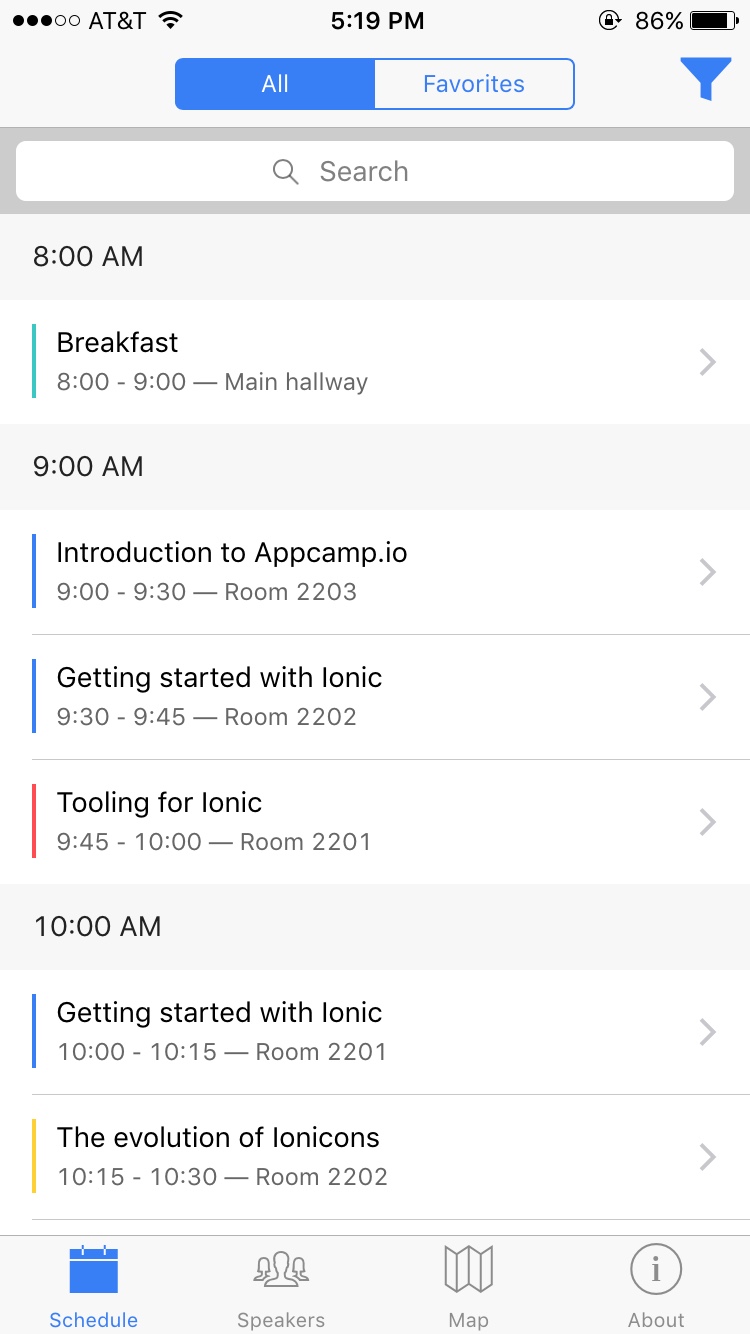 AT&T 5:19 PM 86%
All Favorites
Search
8:00 AM
Breakfast
8:00 - 9:00 — Main hallway
9:00 AM
Introduction to Appcamp.io
9:00 - 9:30 — Room 2203
Getting started with Ionic
9:30 - 9:45 — Room 2202
Tooling for Ionic
9:45 - 10:00 — Room 2201
10:00 AM
Getting started with Ionic
10:00 - 10:15 — Room 2201
The evolution of Ionicons
10:15 - 10:30 — Room 2202
Schedule Speakers Map About